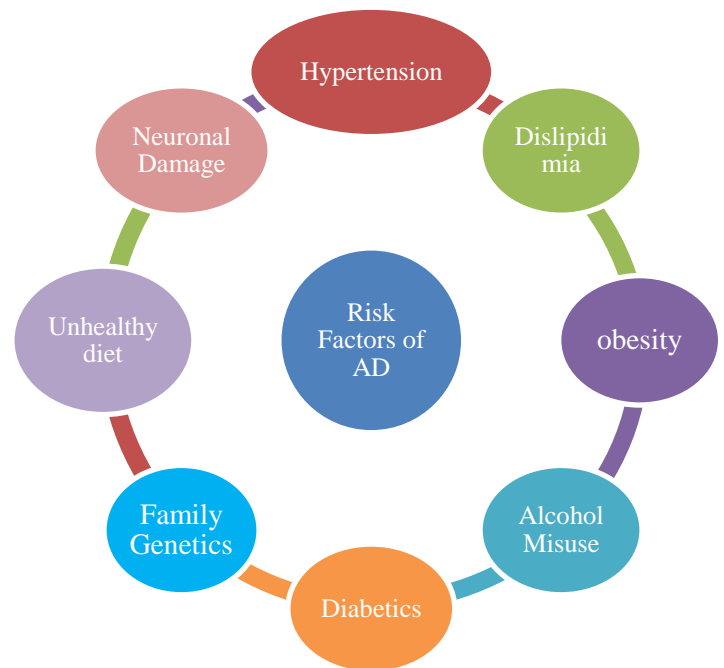 Hypertension
Dislipidi
mia
obesity
Alcohol
Misuse
Diabetics
Family
Genetics
Unhealthy
diet
Neuronal
Damage
Risk
Factors of
AD